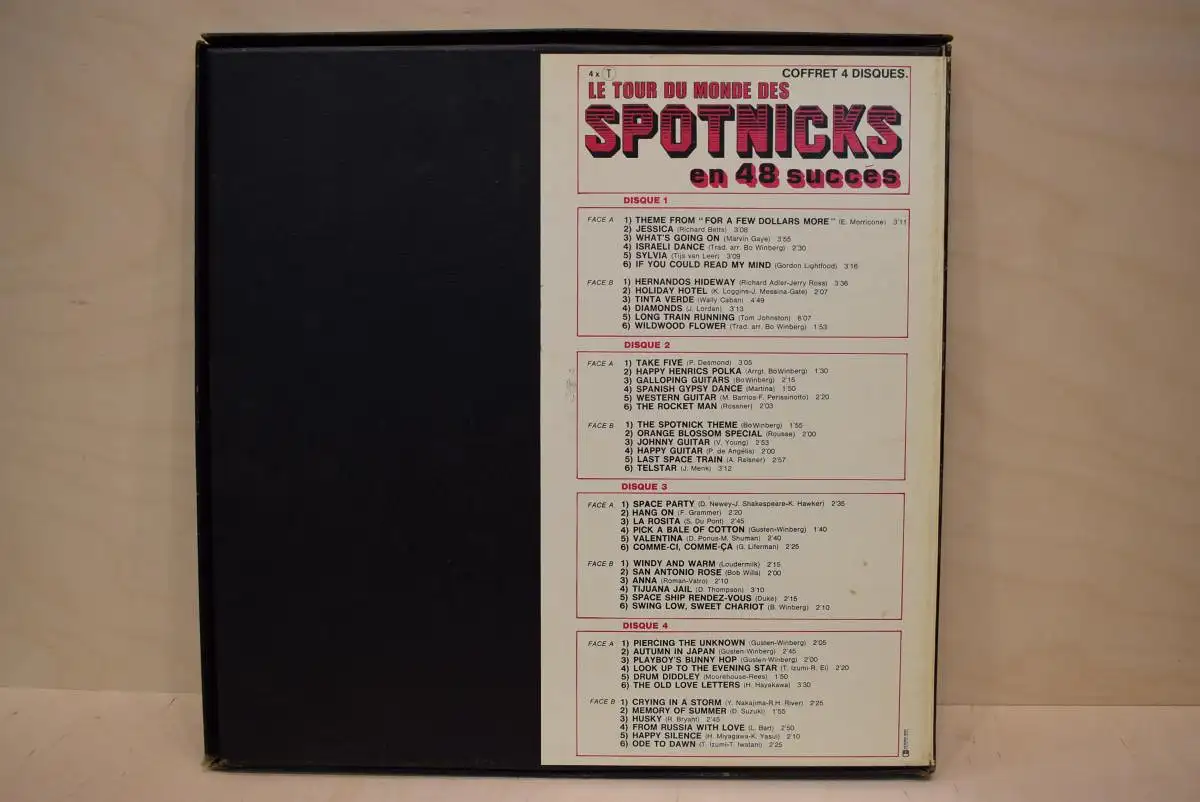 4 x T COFFRET 4 DISQUES.
LE TOUR DU MONDE DES
SPOTNICKS
en 48 succès
DISQUE 1
FACE A 1) THEME FROM "FOR A FEW DOLLARS MORE" (E. Morricone) 3'11
2) JESSICA (Richard Betts) 3'08
3) WHAT'S GOING ON (Marvin Gaye) 3'55
4) ISRAELI DANCE (Trad. arr. Bo Winberg) 2'30
5) SYLVIA (Tijs van Leer) 3'09
6) IF YOU COULD READ MY MIND (Gordon Lightfood) 3'16
FACE B 1) HERNANDOS HIDEWAY (Richard Adler-Jerry Ross) 3'36
2) HOLIDAY HOTEL (K. Loggins-J. Messina-Gate) 2'07
3) TINTA VERDE (Wally Caban) 4'49
4) DIAMONDS (J. Lordan) 3'13
5) LONG TRAIN RUNNING (Tom Johnston) 6'07
6) WILDWOOD FLOWER (Trad. arr. Bo Winberg) 1'53
DISQUE 2
FACE A 1) TAKE FIVE (P. Desmond) 3'05
2) HAPPY HENRICS POLKA (Arrgt. Bo Winberg) 1'30
3) GALLOPING GUITARS (Bo Winberg) 2'15
4) SPANISH GYPSY DANCE (Martina) 1'50
5) WESTERN GUITAR (M. Barrios-F. Perissinotto) 2'20
6) THE ROCKET MAN (Rossner) 2'03
FACE B 1) THE SPOTNICK THEME (Bo Winberg) 1'55
2) ORANGE BLOSSOM SPECIAL (Rousse) 2'00
3) JOHNNY GUITAR (V. Young) 2'53
4) HAPPY GUITAR (P. de Angélis) 2'00
5) LAST SPACE TRAIN (A. Raisner) 2'57
6) TELSTAR (J. Menk) 3'12
DISQUE 3
FACE A 1) SPACE PARTY (D. Newey-J. Shakespeare-K. Hawker) 2'35
2) HANG ON (F. Grammer) 2'20
3) LA ROSITA (S. Du Pont) 2'45
4) PICK A BALE OF COTTON (Gusten-Winberg) 1'40
5) VALENTINA (D. Ponus-M. Shuman) 2'40
6) COMME-CI, COMME-ÇA (G. Liferman) 2'25
FACE B 1) WINDY AND WARM (Loudermilk) 2'15
2) SAN ANTONIO ROSE (Bob Wills) 2'00
3) ANNA (Roman-Vatro) 2'10
4) TIJUANA JAIL (D. Thompson) 3'10
5) SPACE SHIP RENDEZ-VOUS (Duke) 2'15
6) SWING LOW, SWEET CHARIOT (B. Winberg) 2'10
DISQUE 4
FACE A 1) PIERCING THE UNKNOWN (Gusten-Winberg) 2'05
2) AUTUMN IN JAPAN (Gusten-Winberg) 2'45
3) PLAYBOY'S BUNNY HOP (Gusten-Winberg) 2'00
4) LOOK UP TO THE EVENING STAR (T. Izumi-R. Ei) 2'20
5) DRUM DIDDLEY (Moorehouse-Rees) 1'50
6) THE OLD LOVE LETTERS (H. Hayakawa) 3'30
FACE B 1) CRYING IN A STORM (Y. Nakajima-R.H. River) 2'25
2) MEMORY OF SUMMER (D. Suzuki) 1'55
3) HUSKY (R. Bryant) 2'45
4) FROM RUSSIA WITH LOVE (L. Bart) 2'50
5) HAPPY SILENCE (H. Miyagawa-K. Yasui) 2'10
6) ODE TO DAWN (T. Izumi-T. Iwatani) 2'25